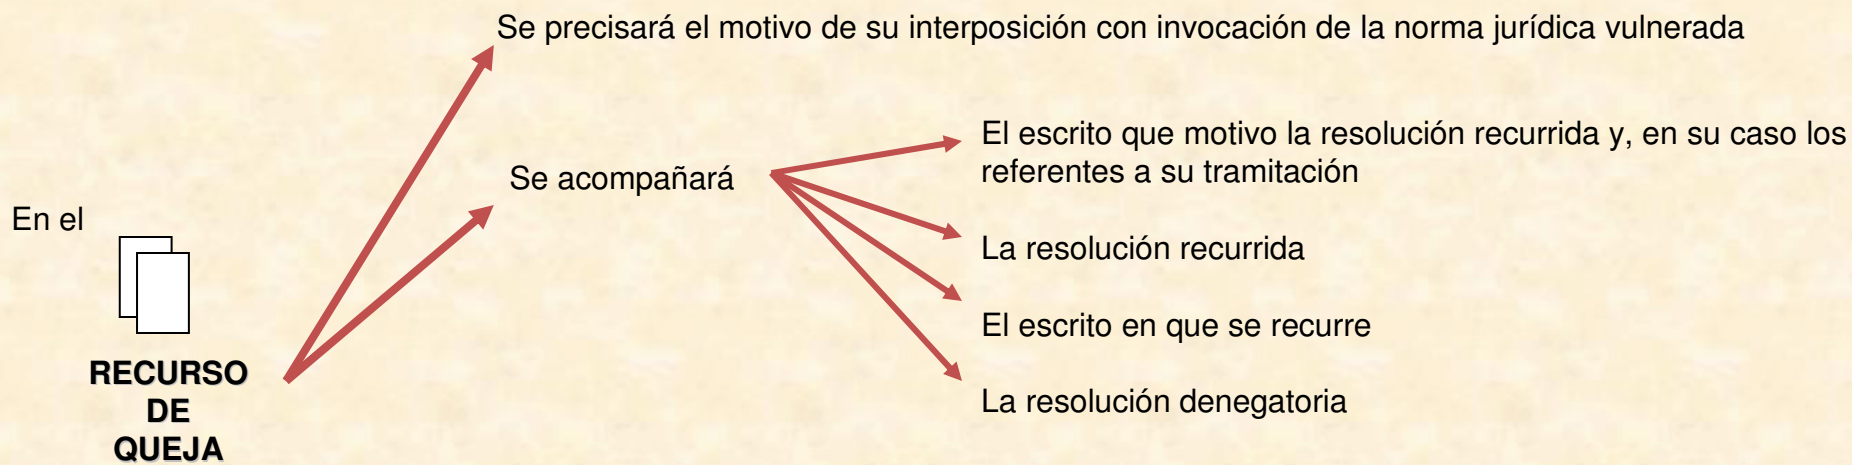 Se precisará el motivo de su interposición con invocación de la norma jurídica vulnerada
El escrito que motivo la resolución recurrida y, en su caso los
referentes a su tramitación
Se acompañará
En el
La resolución recurrida
El escrito en que se recurre
RECURSO
DE
QUEJA
La resolución denegatoria